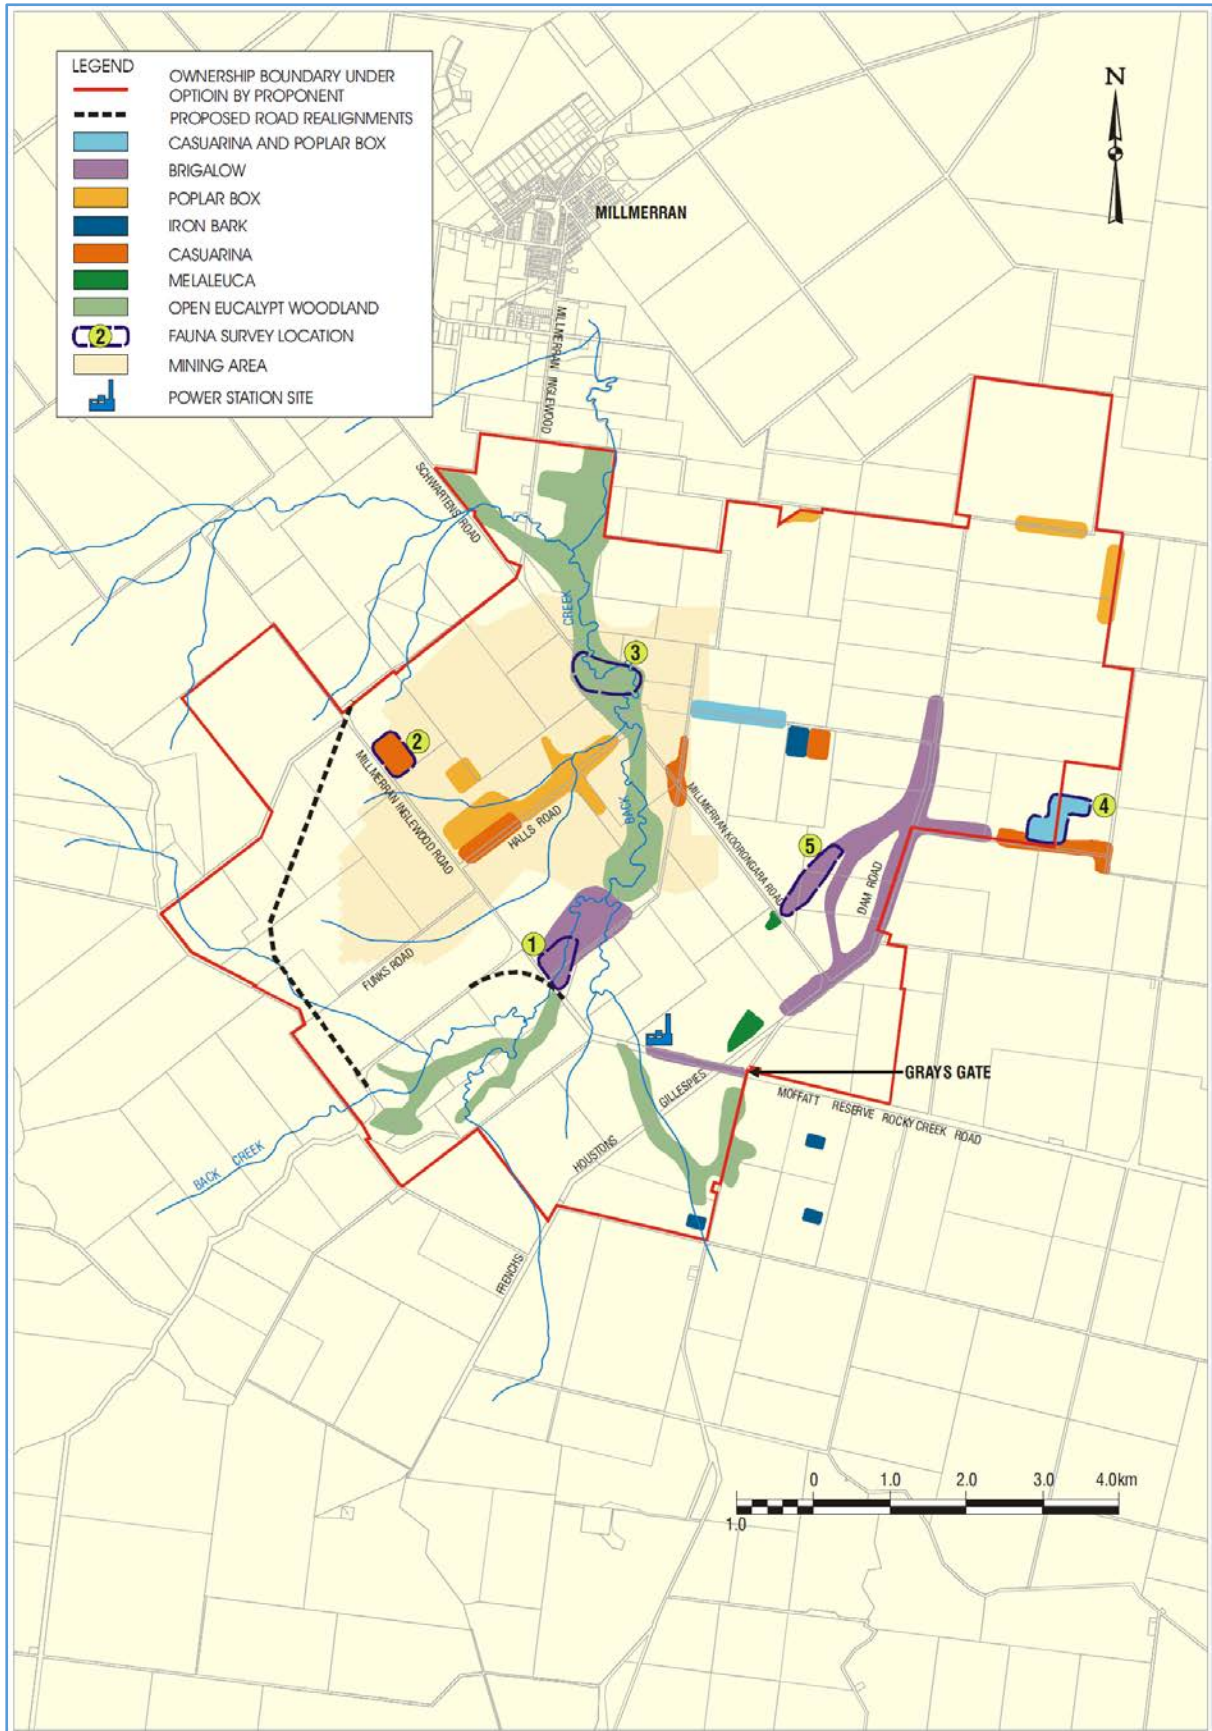 LEGEND
OWNERSHIP BOUNDARY UNDER
OPTIOIN BY PROPONENT
PROPOSED ROAD REALIGNMENTS
CASUARINA AND POPLAR BOX
BRIGALOW
POPLAR BOX
IRON BARK
CASUARINA
MELALEUCA
OPEN EUCALYPT WOODLAND
2
FAUNA SURVEY LOCATION
MINING AREA
POWER STATION SITE
N
MILLMERRAN
MILLMERRAN INGLEWOOD
SCHWARTENS ROAD
CREEK
3
2
MILLMERRAN INGLEWOOD ROAD
HALLS ROAD
BACK
MILLMERRAN-KOORONGARA ROAD
4
5
DAM ROAD
1
FUNKS ROAD
GILLESPIES
GRAYS GATE
MOFFATT RESERVE ROCKY CREEK ROAD
HOUSTONS
BACK CREEK
FRENCHS
0 1.0 2.0 3.0 4.0km
1.0